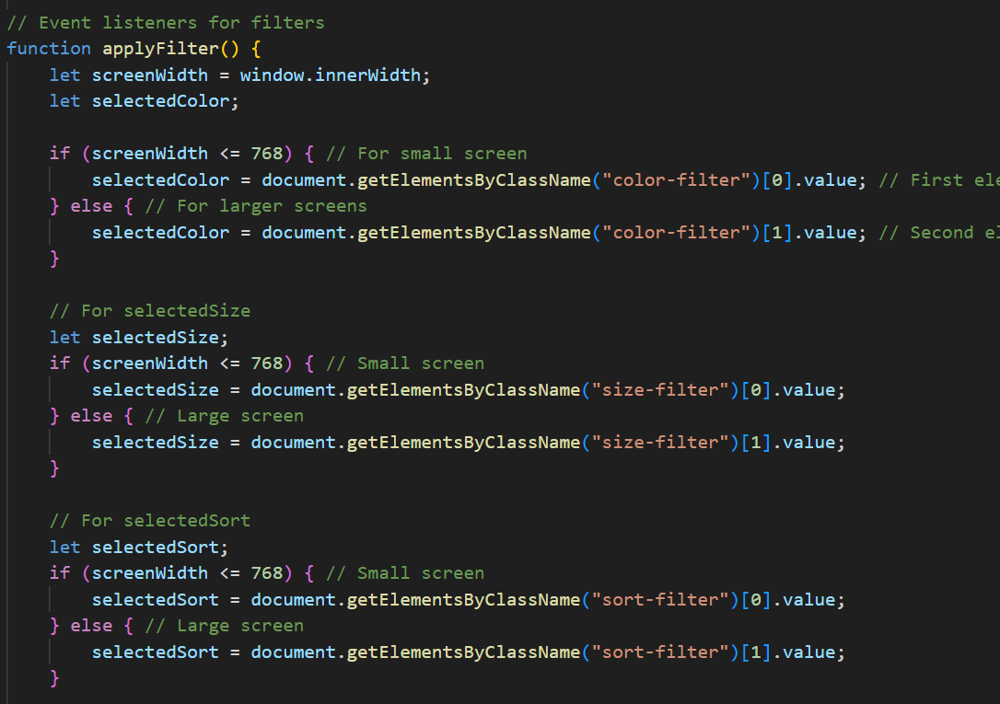 // Event listeners for filters
function applyFilter() {
    let screenWidth = window.innerWidth;
    let selectedColor;

    if (screenWidth <= 768) { // For small screen
        selectedColor = document.getElementsByClassName("color-filter")[0].value; // First
    } else { // For larger screens
        selectedColor = document.getElementsByClassName("color-filter")[1].value; // Second
    }

    // For selectedSize
    let selectedSize;
    if (screenWidth <= 768) { // Small screen
        selectedSize = document.getElementsByClassName("size-filter")[0].value;
    } else { // Large screen
        selectedSize = document.getElementsByClassName("size-filter")[1].value;
    }

    // For selectedSort
    let selectedSort;
    if (screenWidth <= 768) { // Small screen
        selectedSort = document.getElementsByClassName("sort-filter")[0].value;
    } else { // Large screen
        selectedSort = document.getElementsByClassName("sort-filter")[1].value;
    }